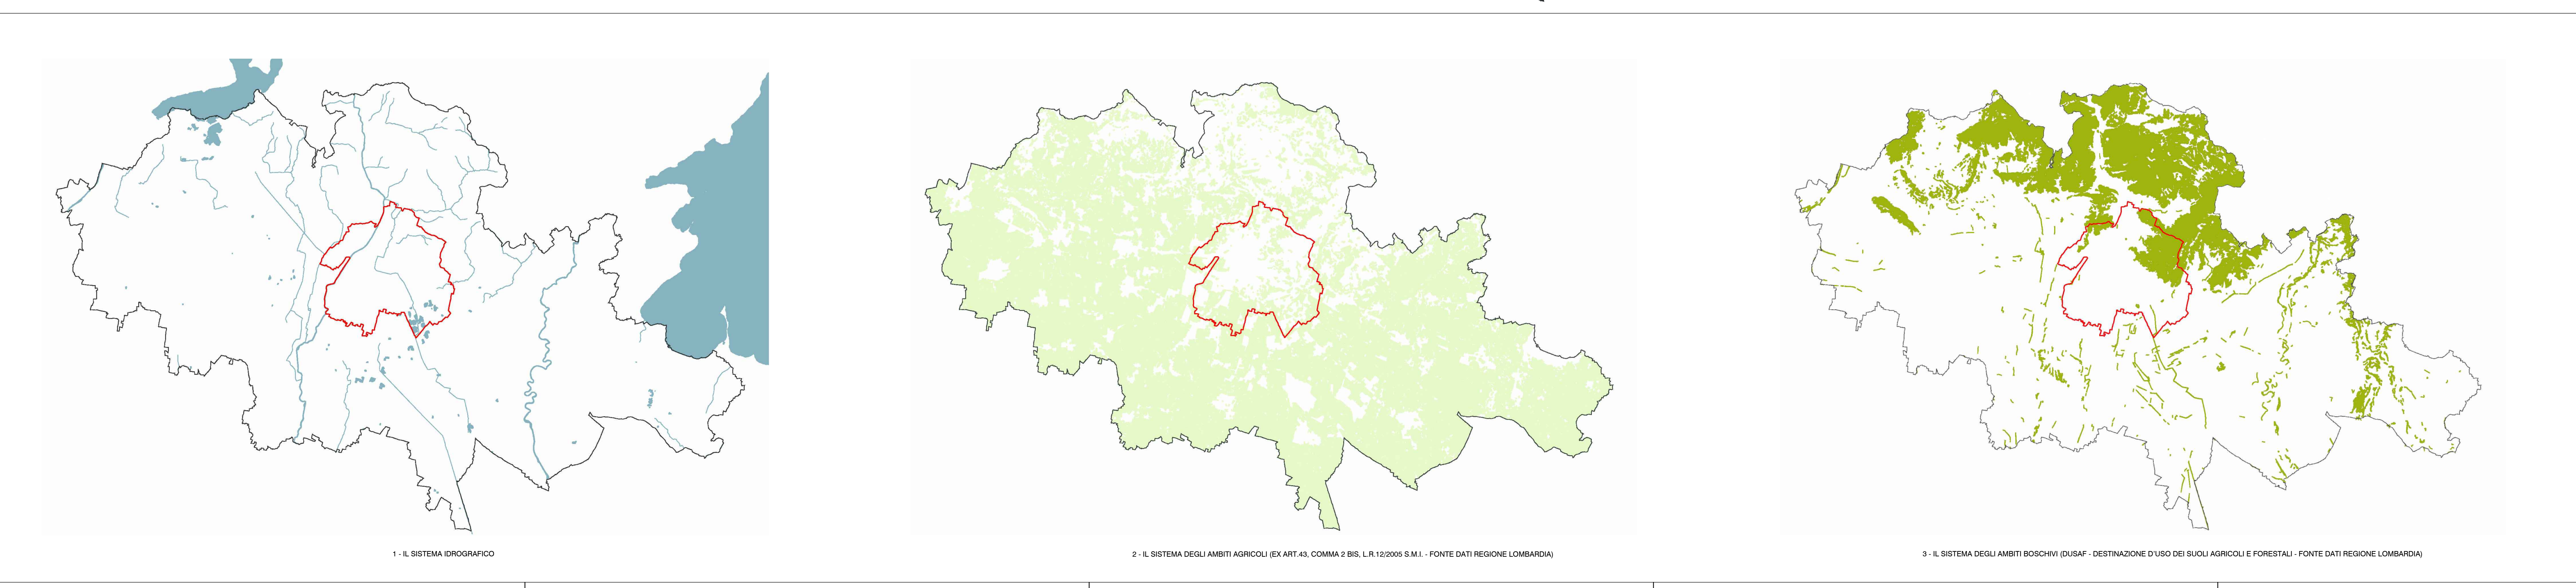 1 - IL SISTEMA IDROGRAFICO
2 - IL SISTEMA DEGLI AMBITI AGRICOLI (EX ART.43, COMMA 2 BIS, L.R.12/2005 S.M.I. - FONTE DATI REGIONE LOMBARDIA)
3 - IL SISTEMA DEGLI AMBITI BOSCHIVI (DUSAF - DESTINAZIONE D'USO DEI SUOLI AGRICOLI E FORESTALI - FONTE DATI REGIONE LOMBARDIA)